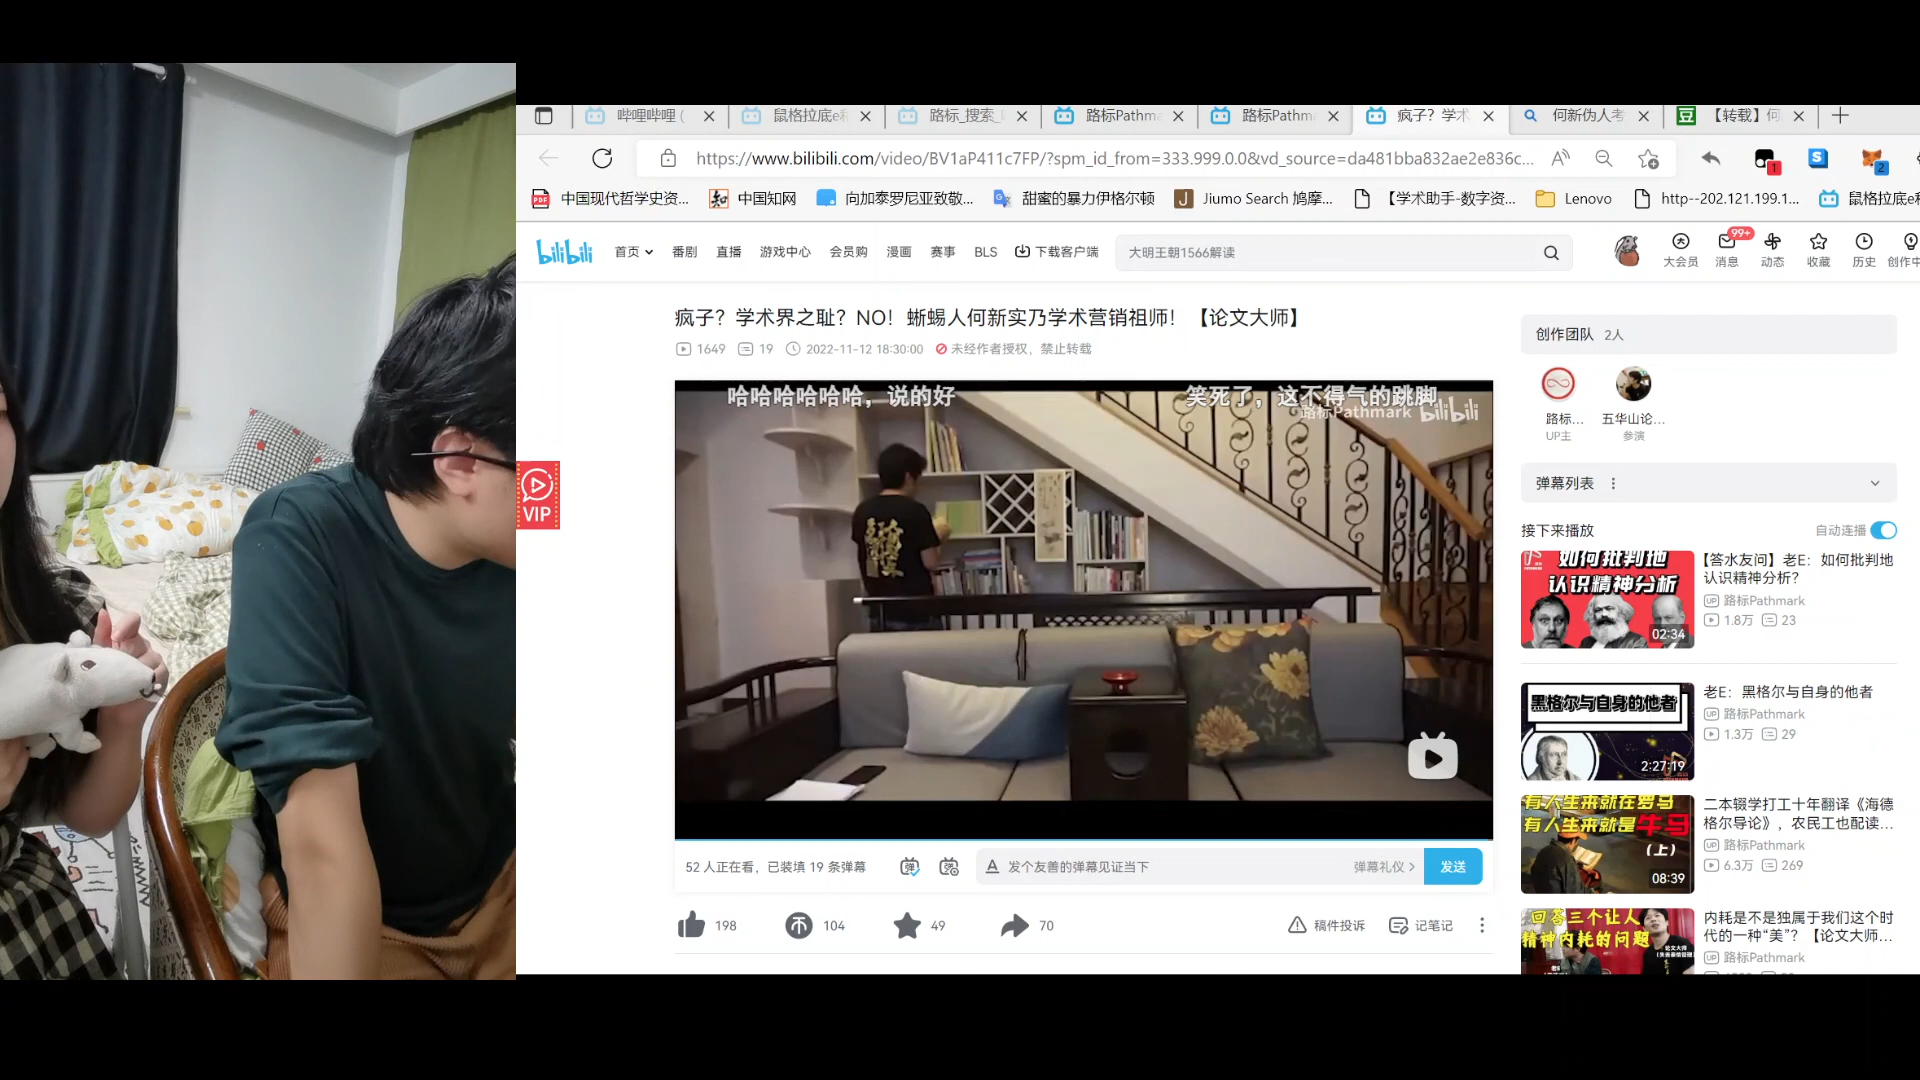 哔哩哔哩 (
鼠格拉底e和
路标_搜索_
路标Pathma
路标Pathm
疯子？学术
何新伪人考
豆
【转载】何
https://www.bilibili.com/video/BV1aP411c7FP/?spm_id_from=333.999.0.0&vd_source=da481bba832ae2e836c...
中国现代哲学史资...
中国知网
向加泰罗尼亚致敬...
甜蜜的暴力伊格尔顿
Jiumo Search 鸠摩...
【学术助手-数字资...
Lenovo
http--202.121.199.1...
鼠格拉底e和
bilibili
首页
番剧
直播
游戏中心
会员购
漫画
赛事
BLS
下载客户端
大明王朝1566解读
大会员
99+
消息
动态
收藏
历史
创作中
疯子？学术界之耻？NO！蜥蜴人何新实乃学术营销祖师！【论文大师】
1649 19 2022-11-12 18:30:00 未经作者授权，禁止转载
哈哈哈哈哈哈，说的好
笑死了，这不得气的跳脚
路标Pathmark bilibili
VIP
52 人正在看，已装填 19 条弹幕
发个友善的弹幕见证当下
弹幕礼仪 >
发送
198
104
49
70
稿件投诉
记笔记
创作团队 2人
路标...
UP主
五华山论...
参演
弹幕列表
接下来播放
自动连播
如何批判地
认识精神分析
02:34
【答水友问】老E：如何批判地
认识精神分析？
路标Pathmark
1.8万 23
黑格尔与自身的他者
2:27:19
老E：黑格尔与自身的他者
路标Pathmark
1.3万 29
有人生来就在罗马
有人生来就是牛马
(上)
08:39
二本辍学打工十年翻译《海德
格尔导论》，农民工也配读...
路标Pathmark
6.3万 269
回答三个让人
精神内耗的问题
论文大师
内耗是不是独属于我们这个时
代的一种“美”？【论文大师...
路标Pathmark